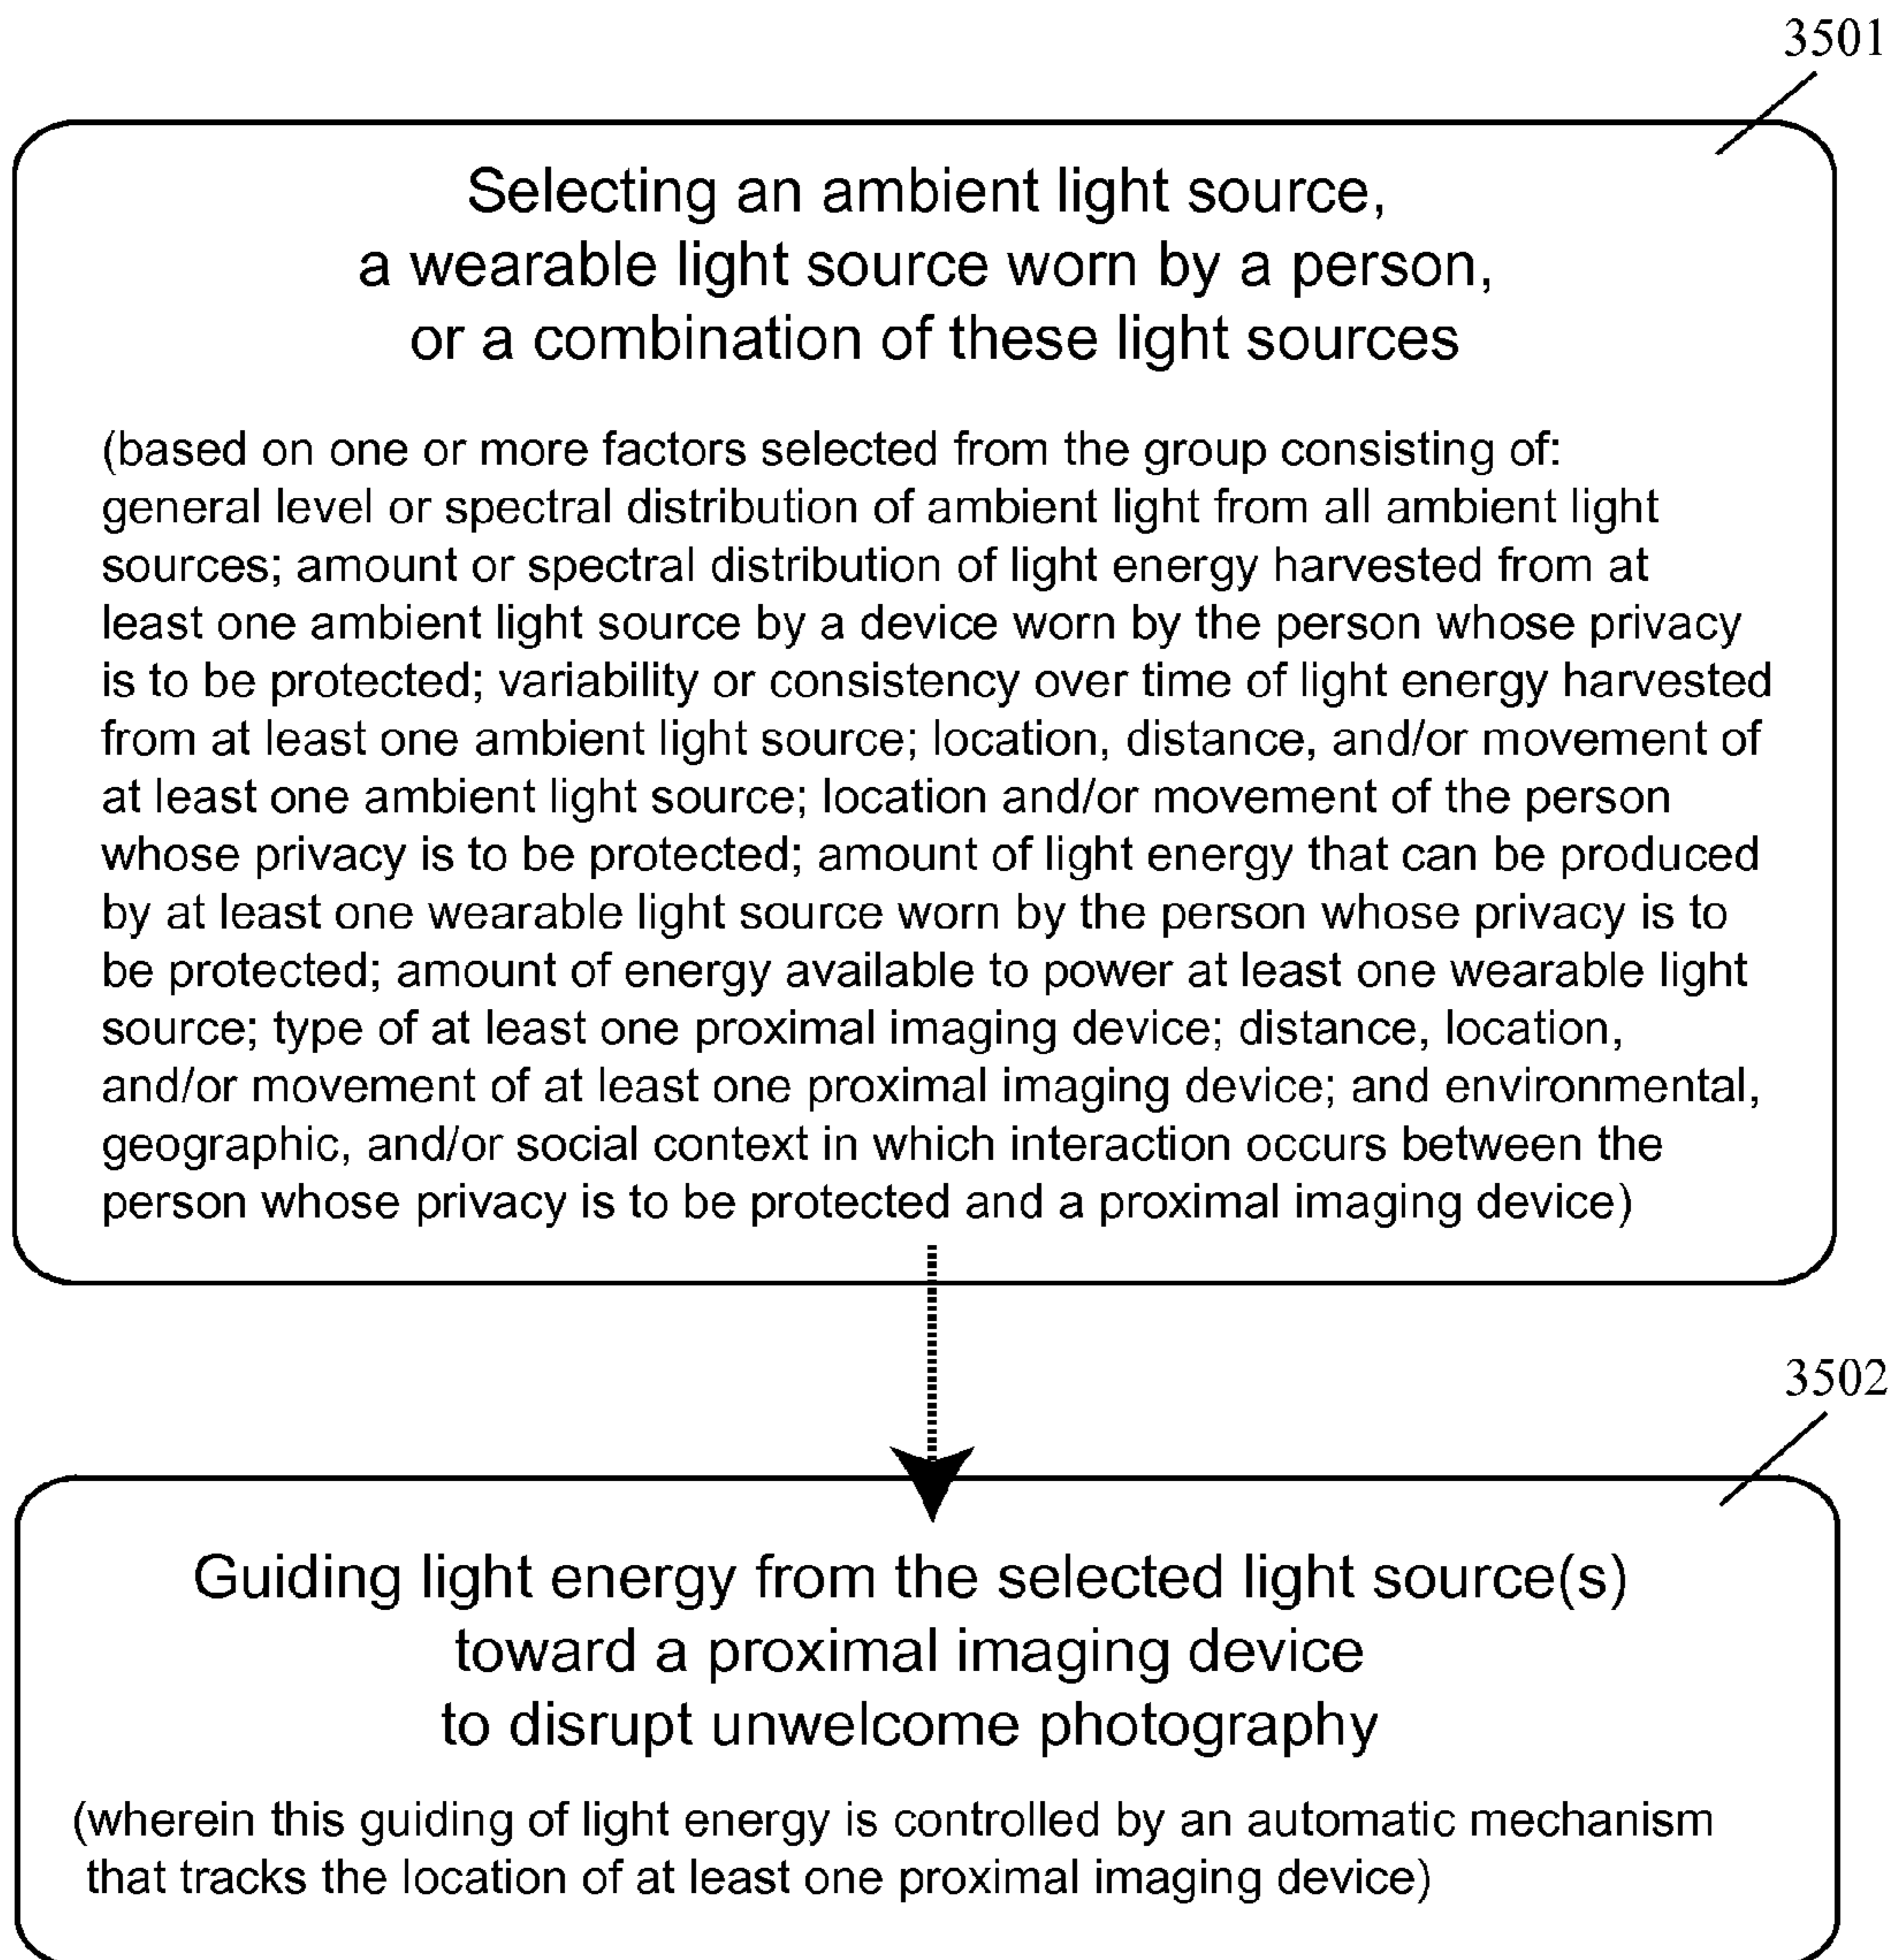 3501
Selecting an ambient light source,
a wearable light source worn by a person,
or a combination of these light sources
(based on one or more factors selected from the group consisting of:
general level or spectral distribution of ambient light from all ambient light
sources; amount or spectral distribution of light energy harvested from at
least one ambient light source by a device worn by the person whose privacy
is to be protected; variability or consistency over time of light energy harvested
from at least one ambient light source; location, distance, and/or movement of
at least one ambient light source; location and/or movement of the person
whose privacy is to be protected; amount of light energy that can be produced
by at least one wearable light source worn by the person whose privacy is to
be protected; amount of energy available to power at least one wearable light
source; type of at least one proximal imaging device; distance, location,
and/or movement of at least one proximal imaging device; and environmental,
geographic, and/or social context in which interaction occurs between the
person whose privacy is to be protected and a proximal imaging device)
3502
Guiding light energy from the selected light source(s)
toward a proximal imaging device
to disrupt unwelcome photography
(wherein this guiding of light energy is controlled by an automatic mechanism
that tracks the location of at least one proximal imaging device)